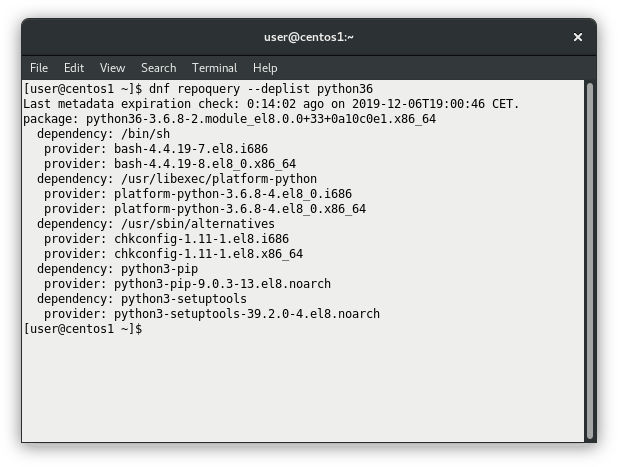 user@centos1:~
File Edit View Search Terminal Help
[user@centos1 ~]$ dnf repoquery --deplist python36
Last metadata expiration check: 0:14:02 ago on 2019-12-06T19:00:46 CET.
package: python36-3.6.8-2.module_el8.0.0+33+0a10c0e1.x86_64
  dependency: /bin/sh
   provider: bash-4.4.19-7.el8.i686
   provider: bash-4.4.19-8.el8_0.x86_64
  dependency: /usr/libexec/platform-python
   provider: platform-python-3.6.8-4.el8_0.i686
   provider: platform-python-3.6.8-4.el8_0.x86_64
  dependency: /usr/sbin/alternatives
   provider: chkconfig-1.11-1.el8.i686
   provider: chkconfig-1.11-1.el8.x86_64
  dependency: python3-pip
   provider: python3-pip-9.0.3-13.el8.noarch
  dependency: python3-setuptools
   provider: python3-setuptools-39.2.0-4.el8.noarch
[user@centos1 ~]$